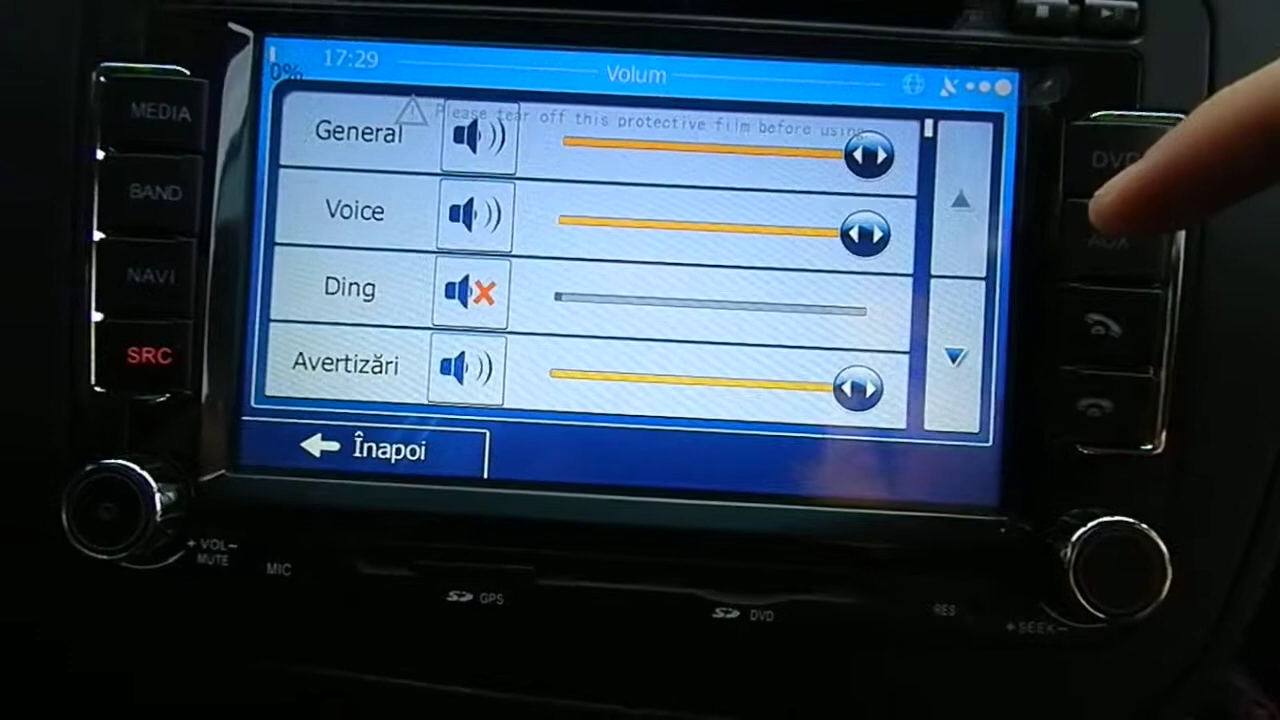 MEDIA
BAND
NAVI
SRC
0%
17:29
Volum
Please tear off this protective film before using
General
Voice
Ding
Avertizări
Înapoi
DVD
AUX
+ VOL-
MUTE
MIC
GPS
DVD
RES
+SEEK-